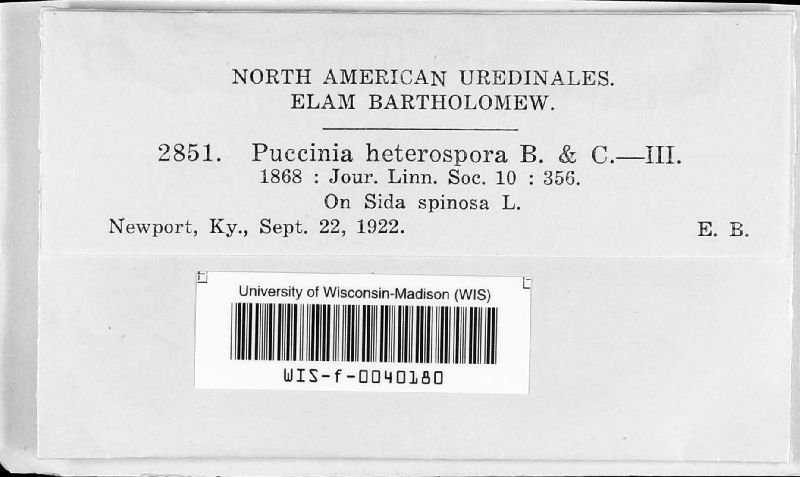 NORTH AMERICAN UREDINALES.
ELAM BARTHOLOMEW.
2851. Puccinia heterospora B. & C.—III.
1868 : Jour. Linn. Soc. 10 : 356.
On Sida spinosa L.
Newport, Ky., Sept. 22, 1922. E. B.
University of Wisconsin-Madison (WIS)
WIS-f-0040180